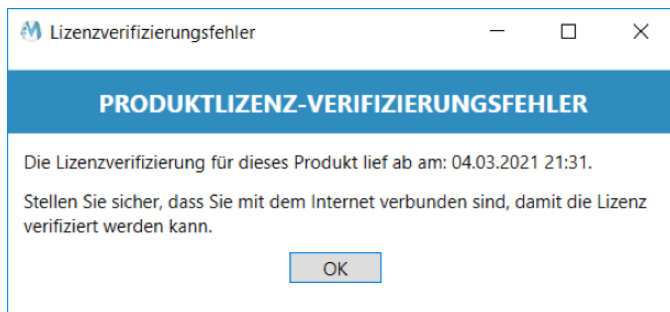 Lizenzverifizierungsfehler
PRODUKTLIZENZ-VERIFIZIERUNGSFEHLER
Die Lizenzverifizierung für dieses Produkt lief ab am: 04.03.2021 21:31.
Stellen Sie sicher, dass Sie mit dem Internet verbunden sind, damit die Lizenz
verifiziert werden kann.
OK